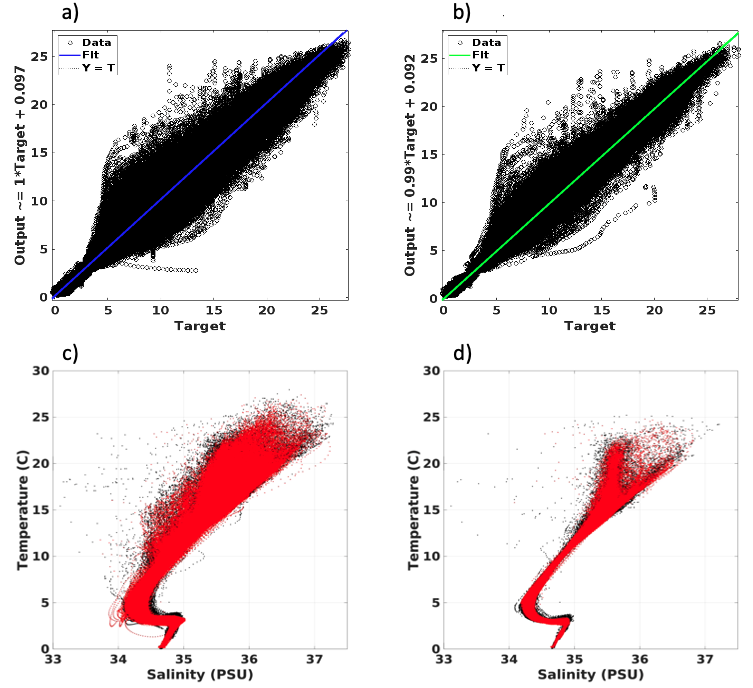 a)
Data
Fit
Y = T
25
20
15
10
5
0
0 5 10 15 20 25
Output ~= 1*Target + 0.097
Target
b)
Data
Fit
Y = T
25
20
15
10
5
0
0 5 10 15 20 25
Output ~= 0.99*Target + 0.092
Target
c)
30
25
20
15
10
5
0
33 34 35 36 37
Temperature (C)
Salinity (PSU)
d)
30
25
20
15
10
5
0
33 34 35 36 37
Temperature (C)
Salinity (PSU)